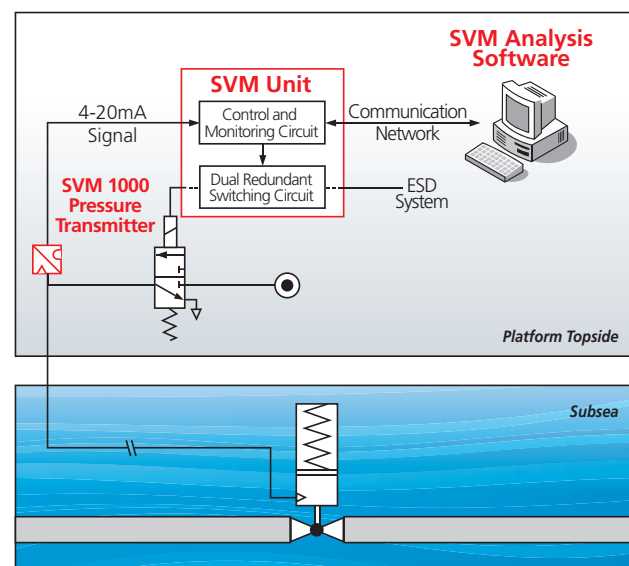 SVM Analysis
Software
SVM Unit
4-20mA
Signal
Control and
Monitoring Circuit
Communication
Network
Dual Redundant
Switching Circuit
ESD
System
SVM 1000
Pressure
Transmitter
Platform Topside
Subsea